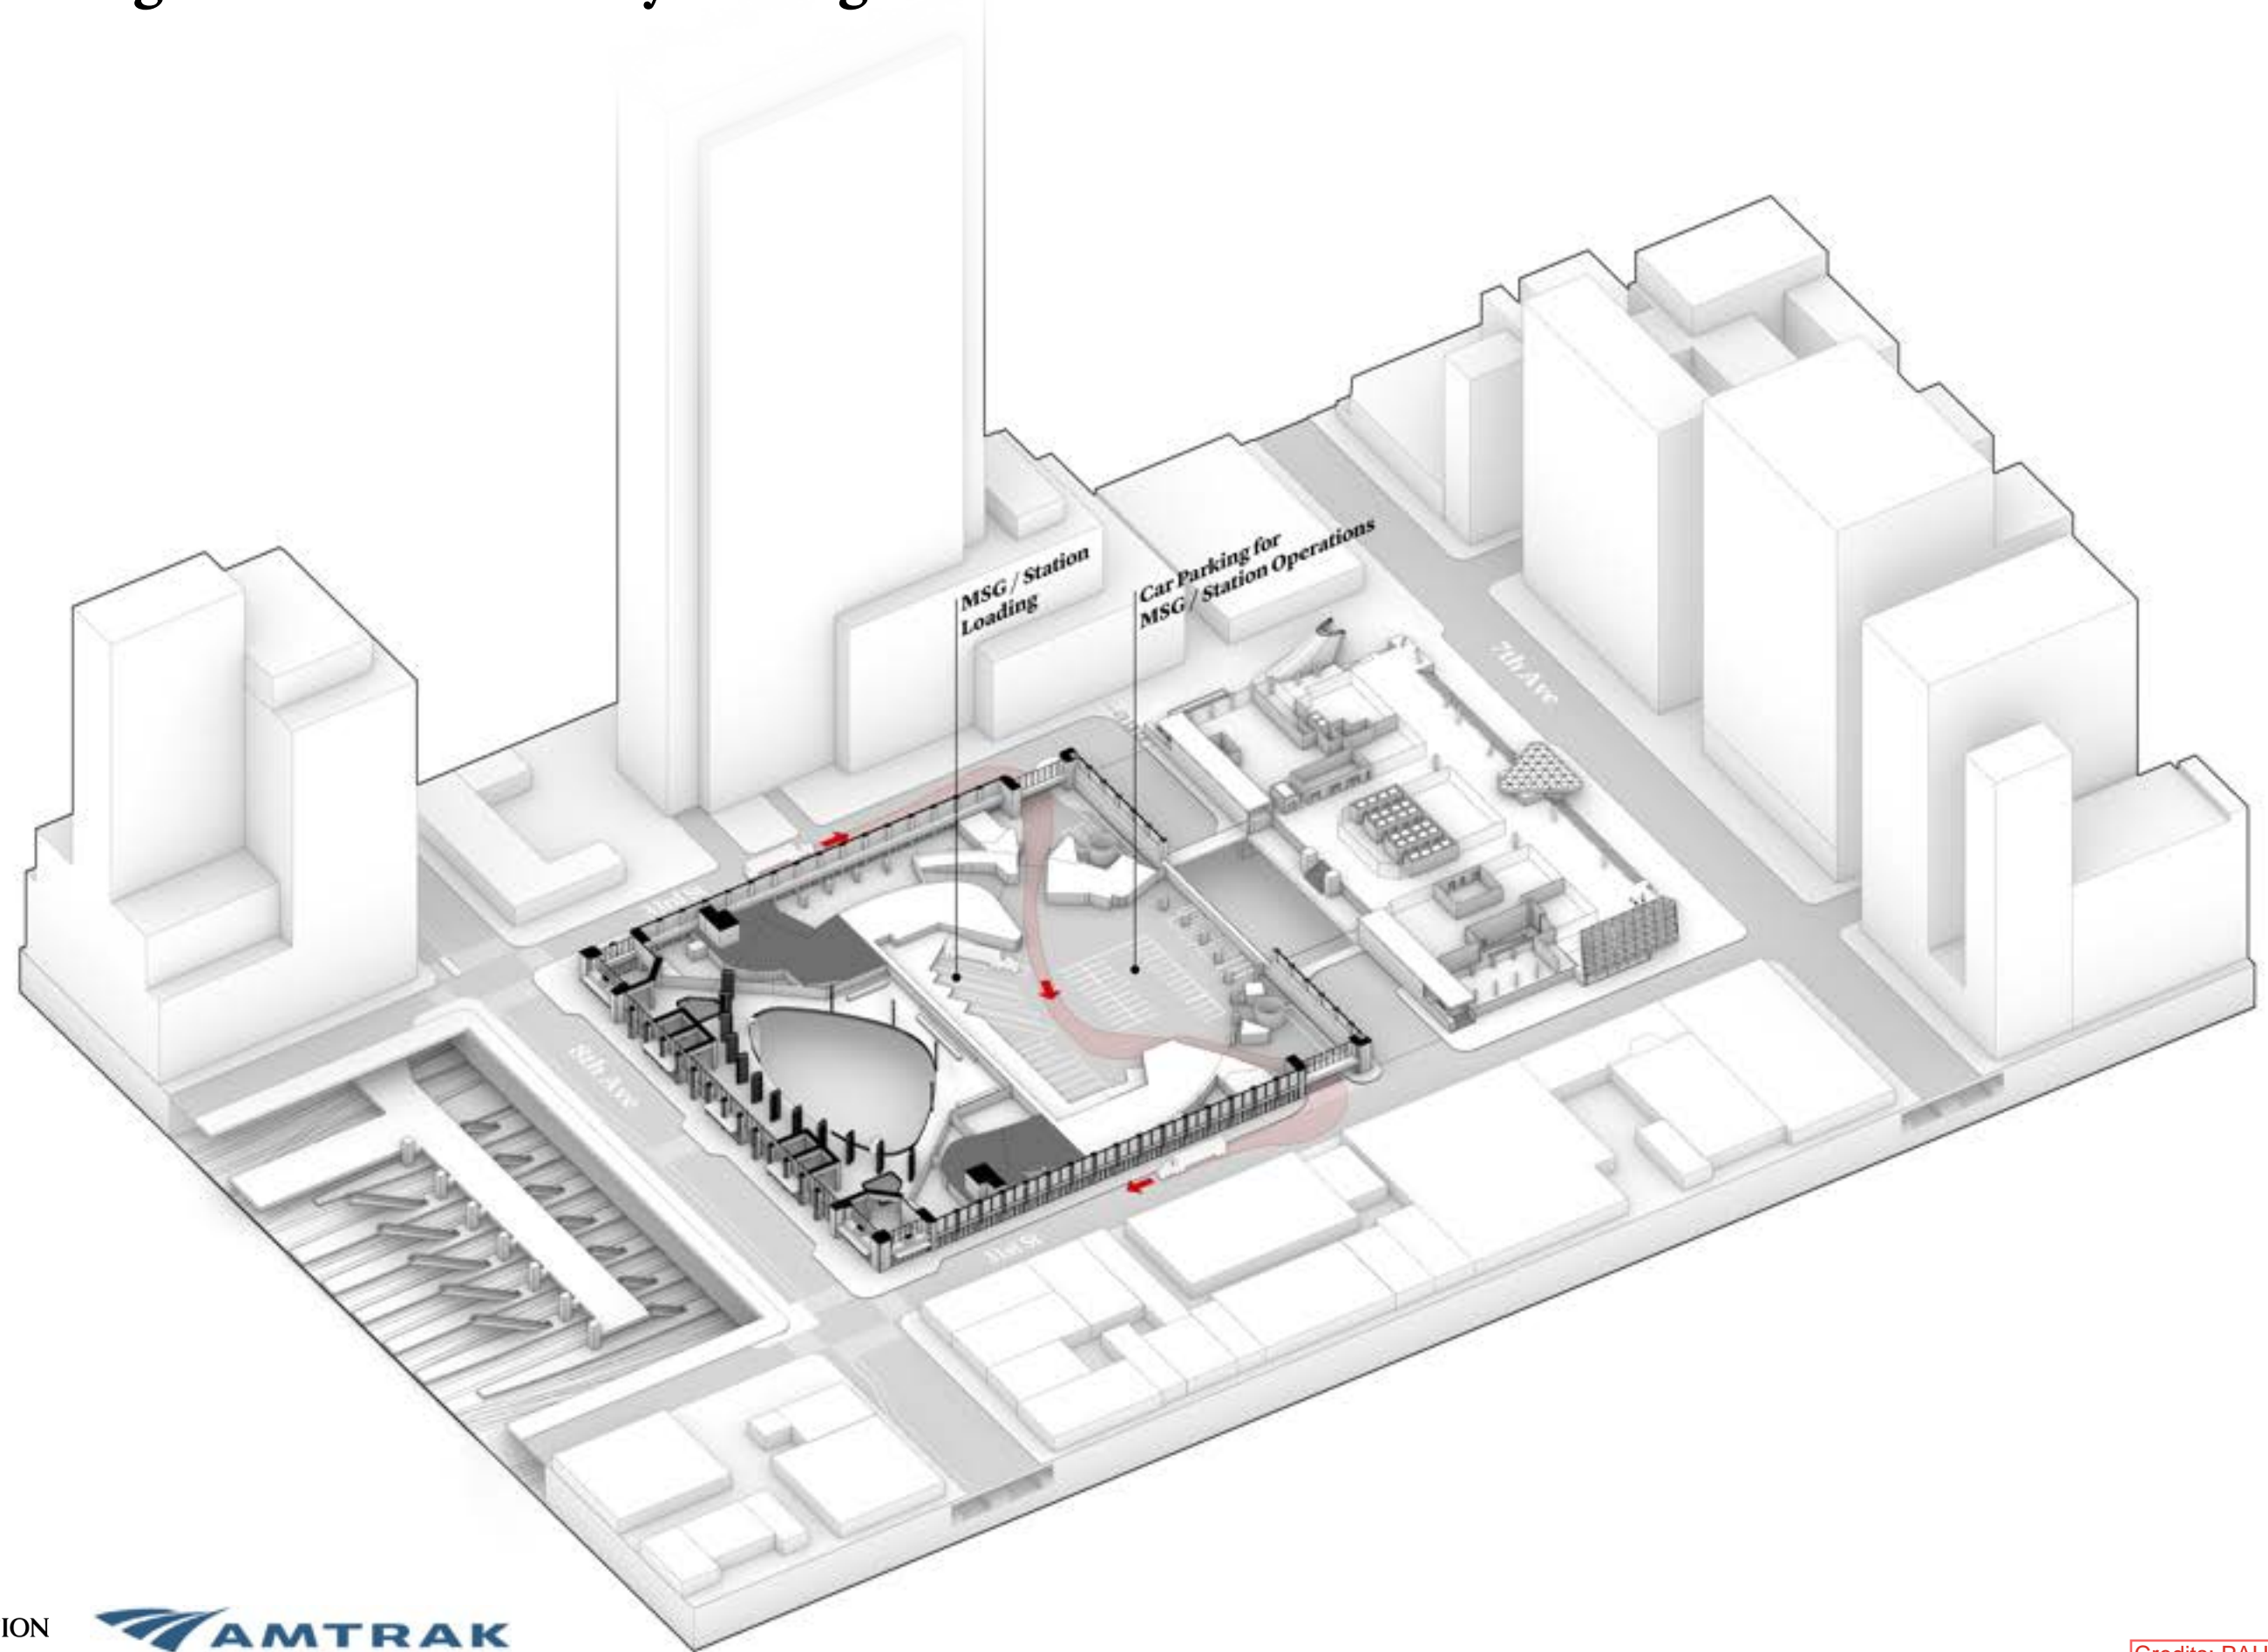 MSG / Station
Loading
Car Parking for
MSG / Station Operations
7th Ave
8th Ave
31st St
ION
AMTRAK